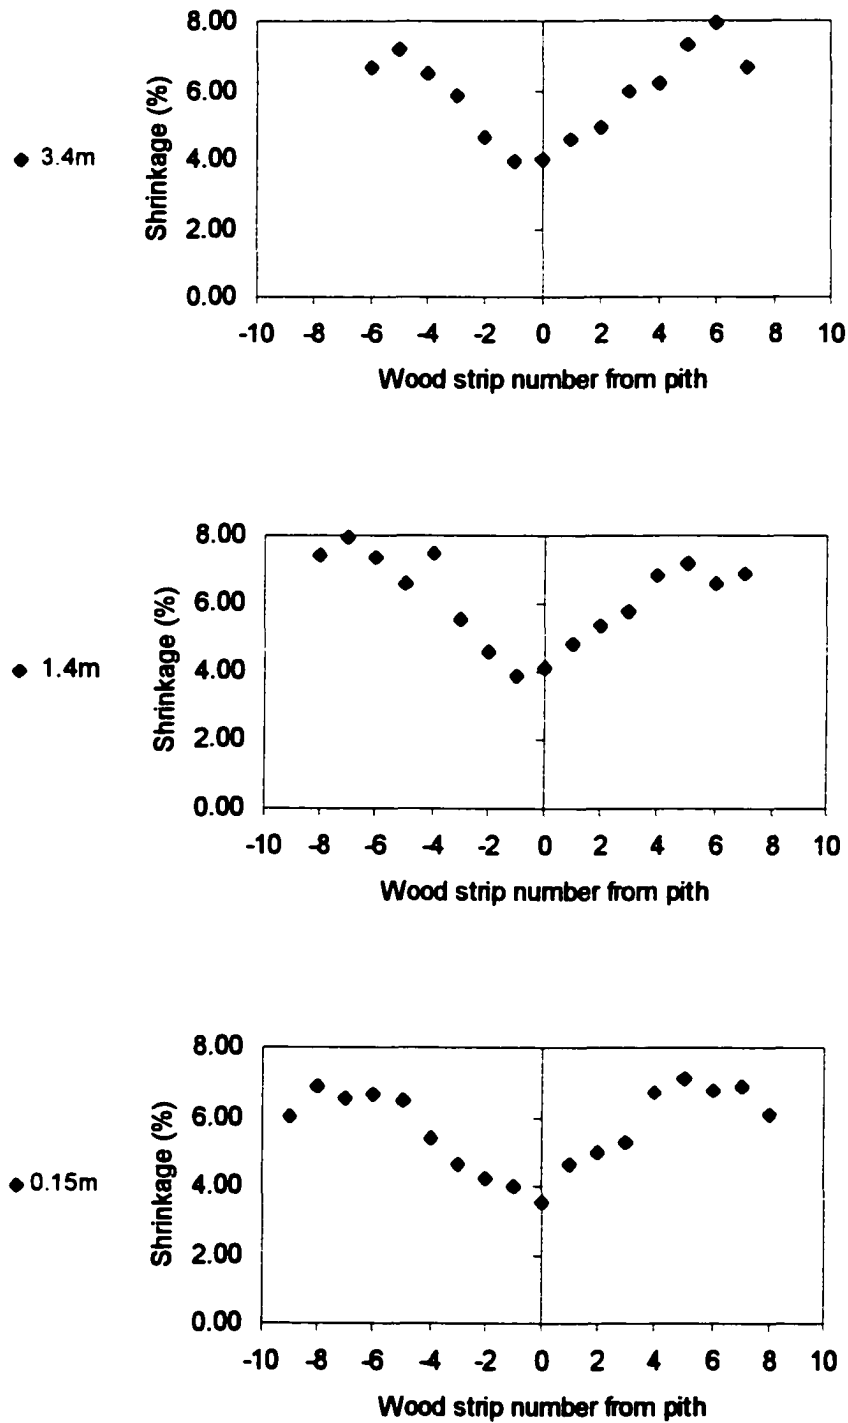 8.00
6.00
4.00
2.00
0.00
Shrinkage (%)
3.4m
-10 -8 -6 -4 -2 0 2 4 6 8 10
Wood strip number from pith
8.00
6.00
4.00
2.00
0.00
Shrinkage (%)
1.4m
-10 -8 -6 -4 -2 0 2 4 6 8 10
Wood strip number from pith
8.00
6.00
4.00
2.00
0.00
Shrinkage (%)
0.15m
-10 -8 -6 -4 -2 0 2 4 6 8 10
Wood strip number from pith